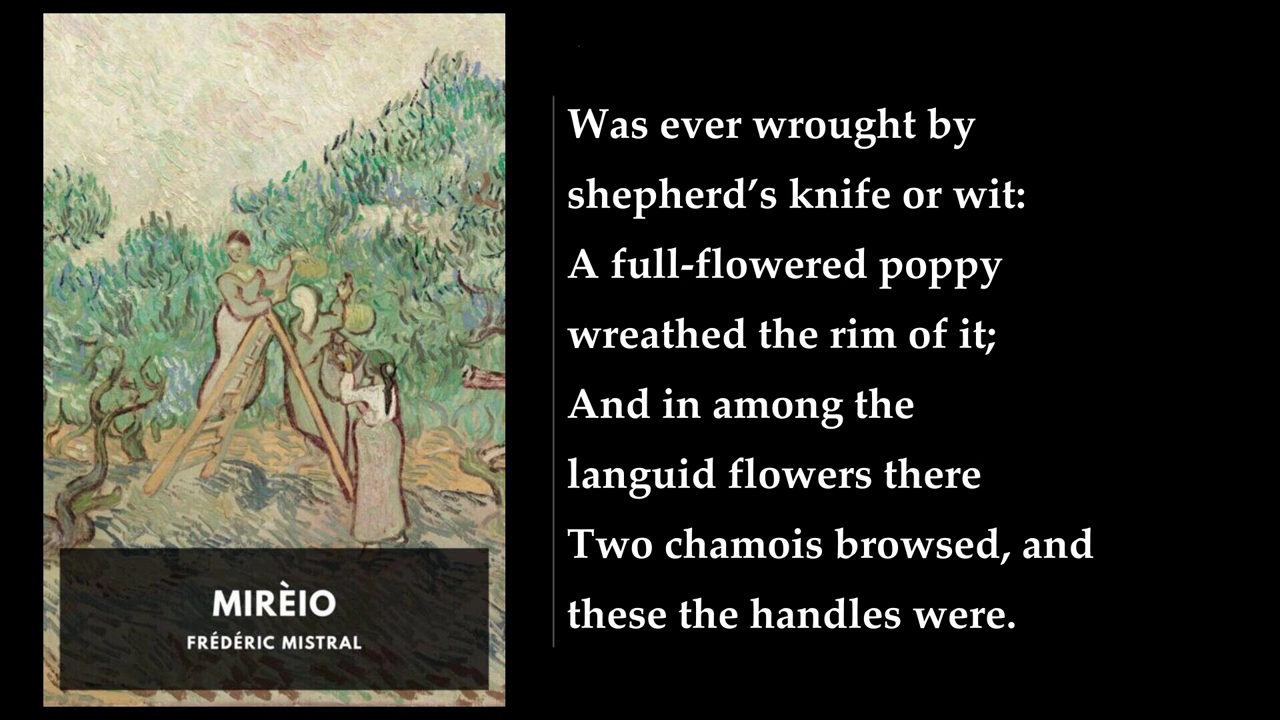 MIRÈIO
FRÉDÉRIC MISTRAL
Was ever wrought by
shepherd’s knife or wit:
A full-flowered poppy
wreathed the rim of it;
And in among the
languid flowers there
Two chamois browsed, and
these the handles were.